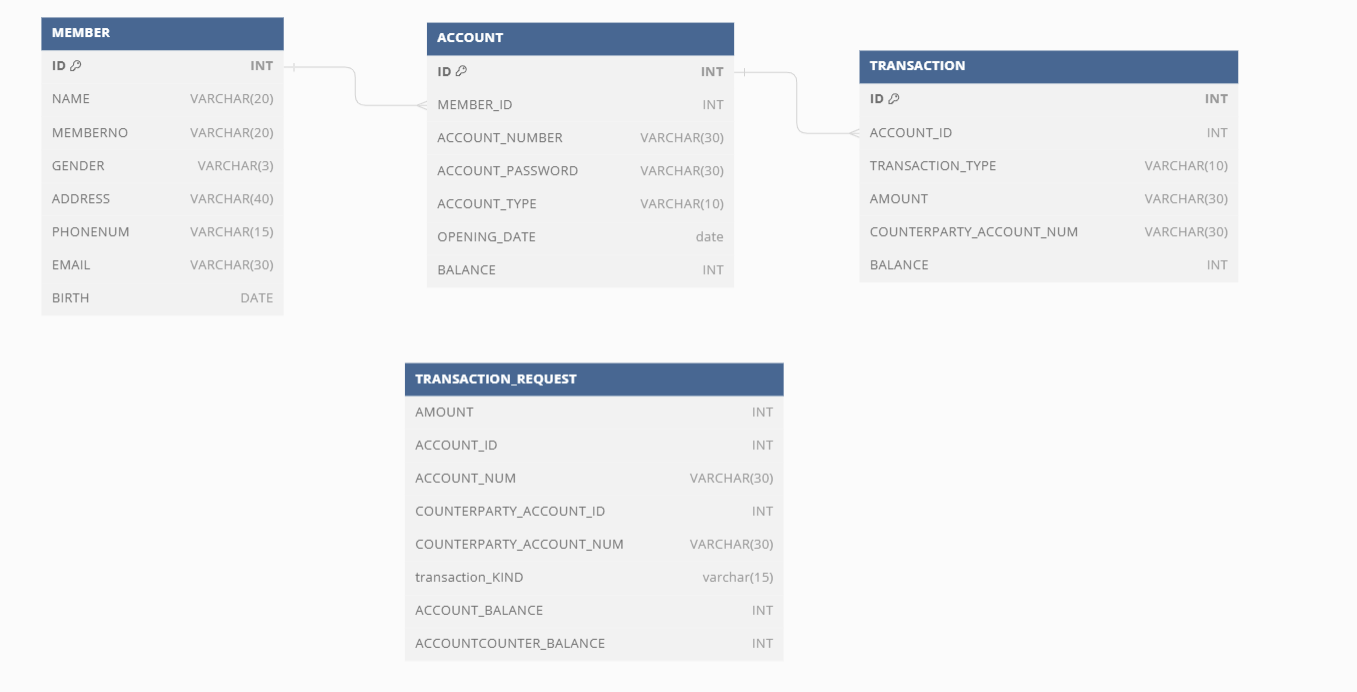 MEMBER
ID INT
NAME VARCHAR(20)
MEMBERNO VARCHAR(20)
GENDER VARCHAR(3)
ADDRESS VARCHAR(40)
PHONENUM VARCHAR(15)
EMAIL VARCHAR(30)
BIRTH DATE
ACCOUNT
ID INT
MEMBER_ID INT
ACCOUNT_NUMBER VARCHAR(30)
ACCOUNT_PASSWORD VARCHAR(30)
ACCOUNT_TYPE VARCHAR(10)
OPENING_DATE date
BALANCE INT
TRANSACTION
ID INT
ACCOUNT_ID INT
TRANSACTION_TYPE VARCHAR(10)
AMOUNT VARCHAR(30)
COUNTERPARTY_ACCOUNT_NUM VARCHAR(30)
BALANCE INT
TRANSACTION_REQUEST
AMOUNT INT
ACCOUNT_ID INT
ACCOUNT_NUM VARCHAR(30)
COUNTERPARTY_ACCOUNT_ID INT
COUNTERPARTY_ACCOUNT_NUM VARCHAR(30)
transaction_KIND varchar(15)
ACCOUNT_BALANCE INT
ACCOUNTCOUNTER_BALANCE INT